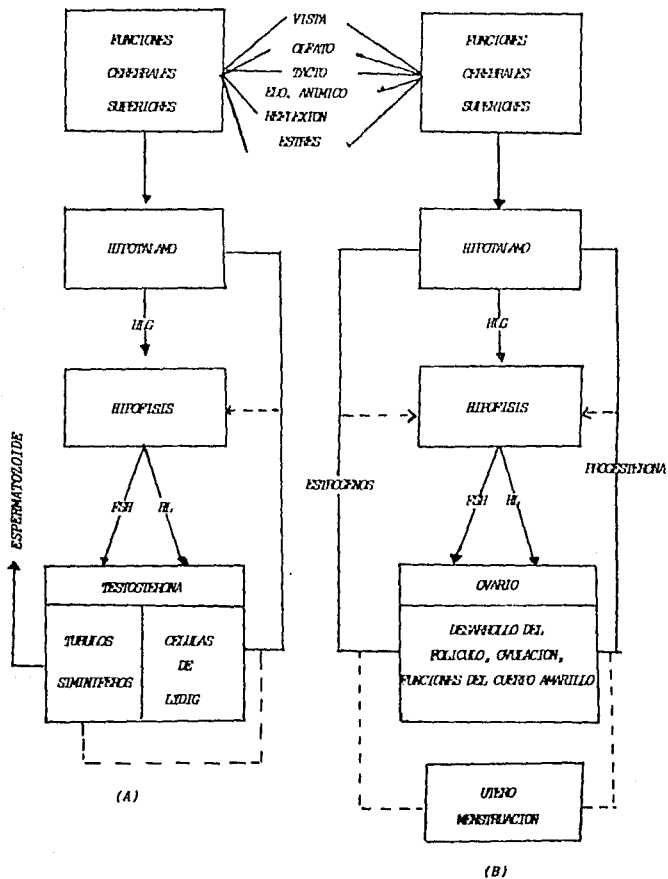 VISTA
OLFATO
TACTO
EDO. ANIMICO
REFLEXION
ESTRES
FUNCIONES
CEREBRALES
SUPERIORES
HIPOTALAMO
HLG
HIPOFISIS
FSH HL
ESPERMATOZOIDE
TESTOSTERONA
TUBULOS
SIMINIFEROS
CELULAS
DE
LYDIG
(A)
FUNCIONES
CEREBRALES
SUPERIORES
HIPOTALAMO
HLG
HIPOFISIS
ESTROGENOS
PROGESTERONA
FSH HL
OVARIO
DESARROLLO DEL
FOLICULO, OVULACION,
FUNCIONES DEL CUERPO AMARILLO
UTERO
MENSTRUACION
(B)